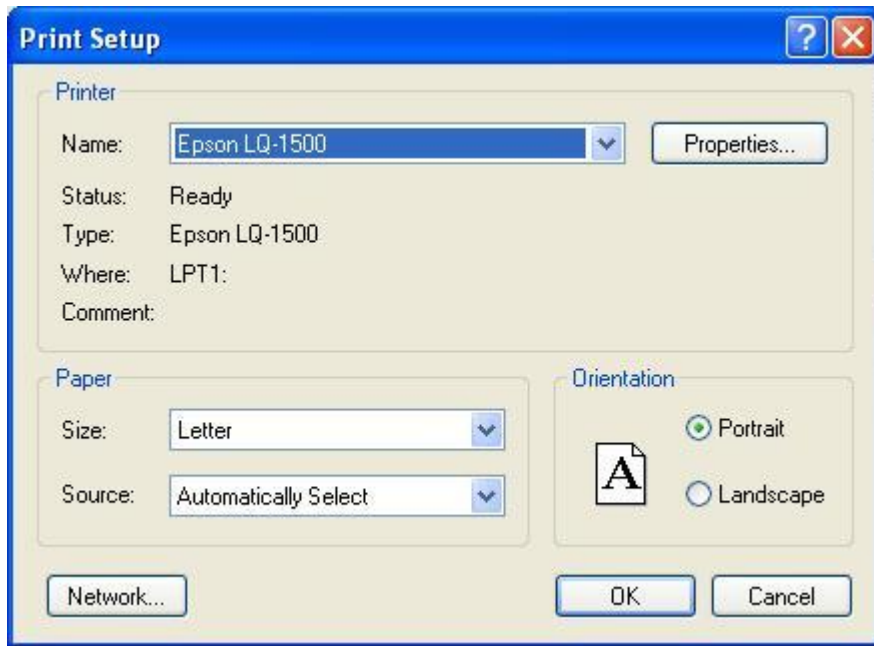 Print Setup
Printer
Name: Epson LQ-1500 Properties...
Status: Ready
Type: Epson LQ-1500
Where: LPT1:
Comment:
Paper
Size: Letter
Source: Automatically Select
Orientation
A
Portrait
Landscape
Network... OK Cancel